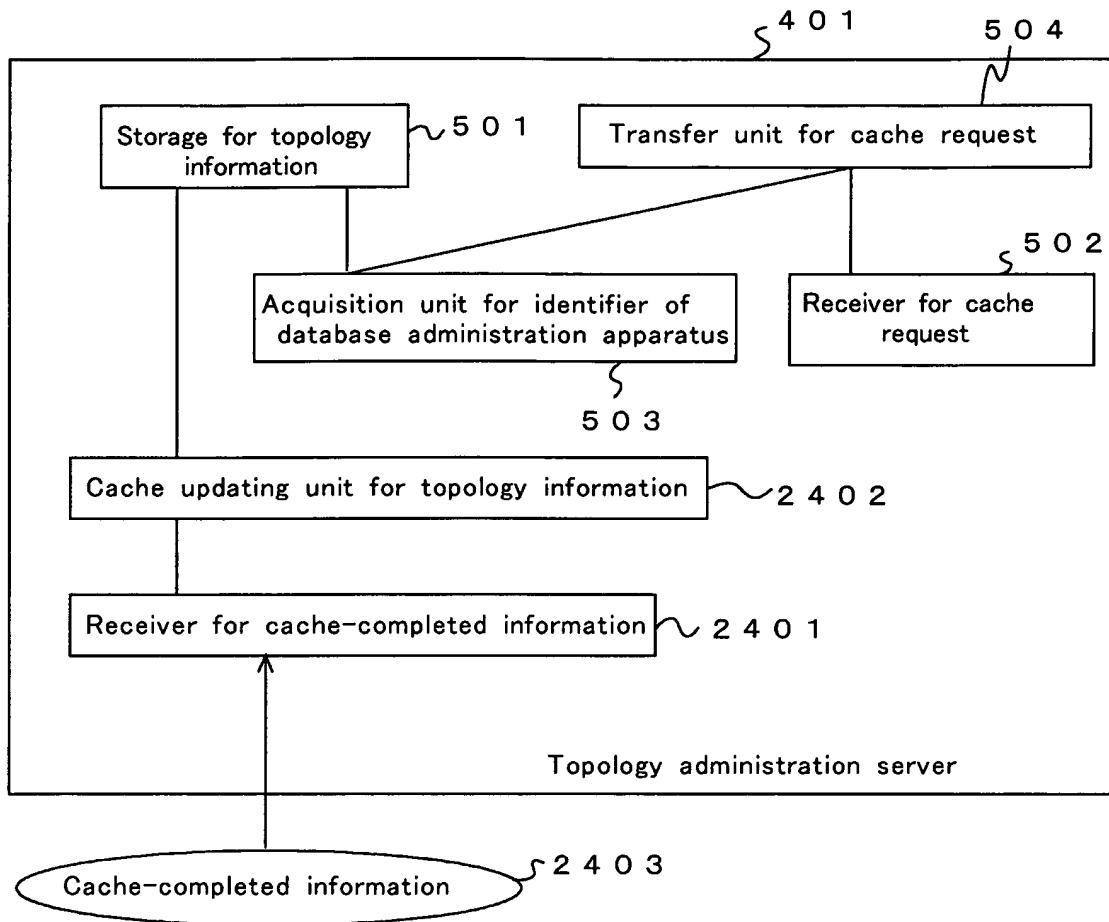 401
504
Storage for topology
information
501
Transfer unit for cache request
502
Acquisition unit for identifier of
database administration apparatus
Receiver for cache
request
503
Cache updating unit for topology information
2402
Receiver for cache-completed information
2401
Topology administration server
Cache-completed information
2403